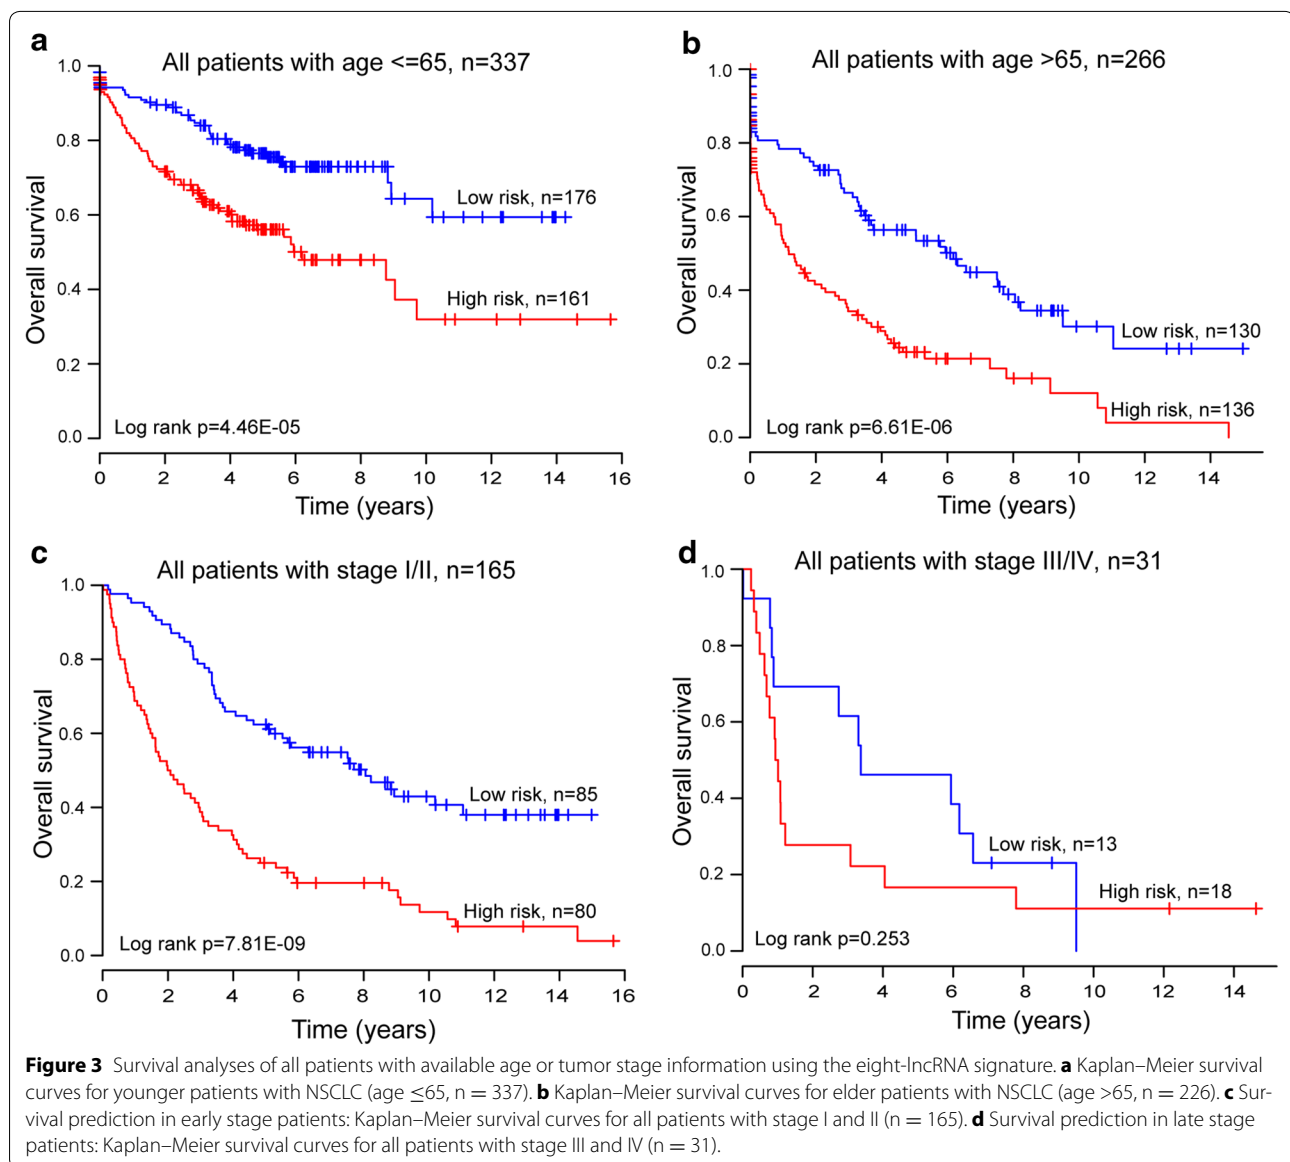 a
All patients with age <=65, n=337
1.0
0.8
0.6
0.4
0.2
0.0
Overall survival
Low risk, n=176
High risk, n=161
Log rank p=4.46E-05
0 2 4 6 8 10 12 14 16
Time (years)
b
All patients with age >65, n=266
1.0
0.8
0.6
0.4
0.2
0.0
Overall survival
Low risk, n=130
High risk, n=136
Log rank p=6.61E-06
0 2 4 6 8 10 12 14
Time (years)
c
All patients with stage I/II, n=165
1.0
0.8
0.6
0.4
0.2
0.0
Overall survival
Low risk, n=85
High risk, n=80
Log rank p=7.81E-09
0 2 4 6 8 10 12 14 16
Time (years)
d
All patients with stage III/IV, n=31
1.0
0.8
0.6
0.4
0.2
0.0
Overall survival
Low risk, n=13
High risk, n=18
Log rank p=0.253
0 2 4 6 8 10 12 14
Time (years)
Figure 3 Survival analyses of all patients with available age or tumor stage information using the eight-lncRNA signature. a Kaplan–Meier survival
curves for younger patients with NSCLC (age ≤65, n = 337). b Kaplan–Meier survival curves for elder patients with NSCLC (age >65, n = 226). c Sur-
vival prediction in early stage patients: Kaplan–Meier survival curves for all patients with stage I and II (n = 165). d Survival prediction in late stage
patients: Kaplan–Meier survival curves for all patients with stage III and IV (n = 31).